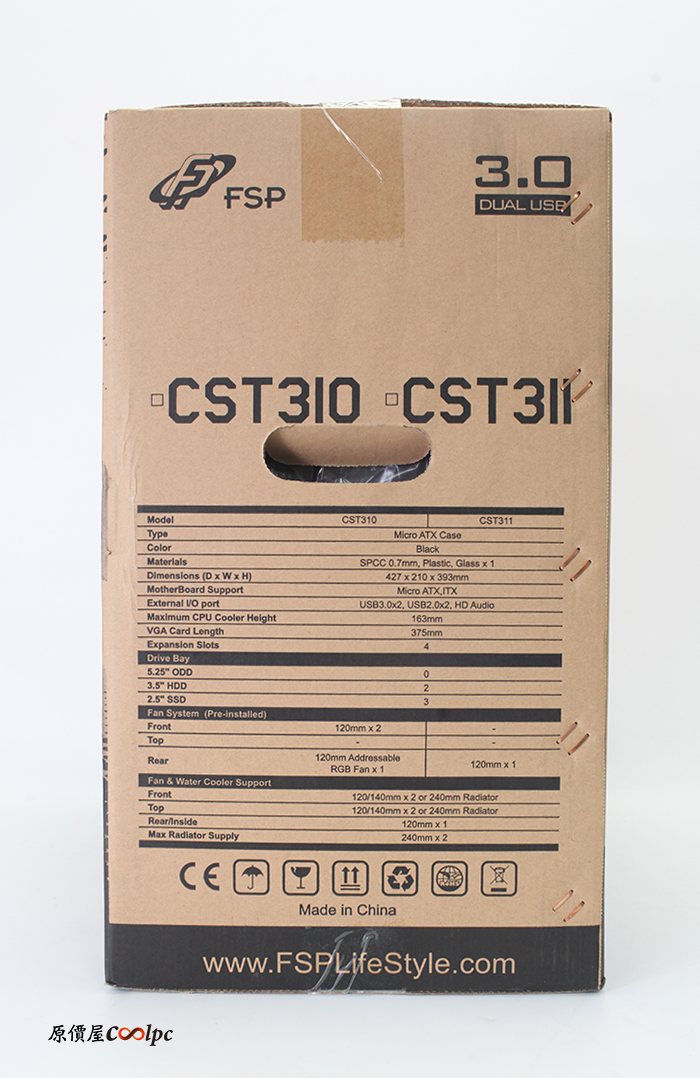 FSP
3.0
DUAL USB
CST310 CST311
Model CST310 CST311
Type Micro ATX Case
Color Black
Materials SPCC 0.7mm, Plastic, Glass x 1
Dimensions (D x W x H) 427 x 210 x 393mm
MotherBoard Support Micro ATX,ITX
External I/O port USB3.0x2, USB2.0x2, HD Audio
Maximum CPU Cooler Height 163mm
VGA Card Length 375mm
Expansion Slots 4
Drive Bay
5.25" ODD 0
3.5" HDD 2
2.5" SSD 3
Fan System (Pre-installed)
Front 120mm x 2 -
Top - -
Rear 120mm Addressable RGB Fan x 1 120mm x 1
Fan & Water Cooler Support
Front 120/140mm x 2 or 240mm Radiator
Top 120/140mm x 2 or 240mm Radiator
Rear/Inside 120mm x 1
Max Radiator Supply 240mm x 2
CE
Made in China
www.FSPLifeStyle.com
原價屋Coolpc